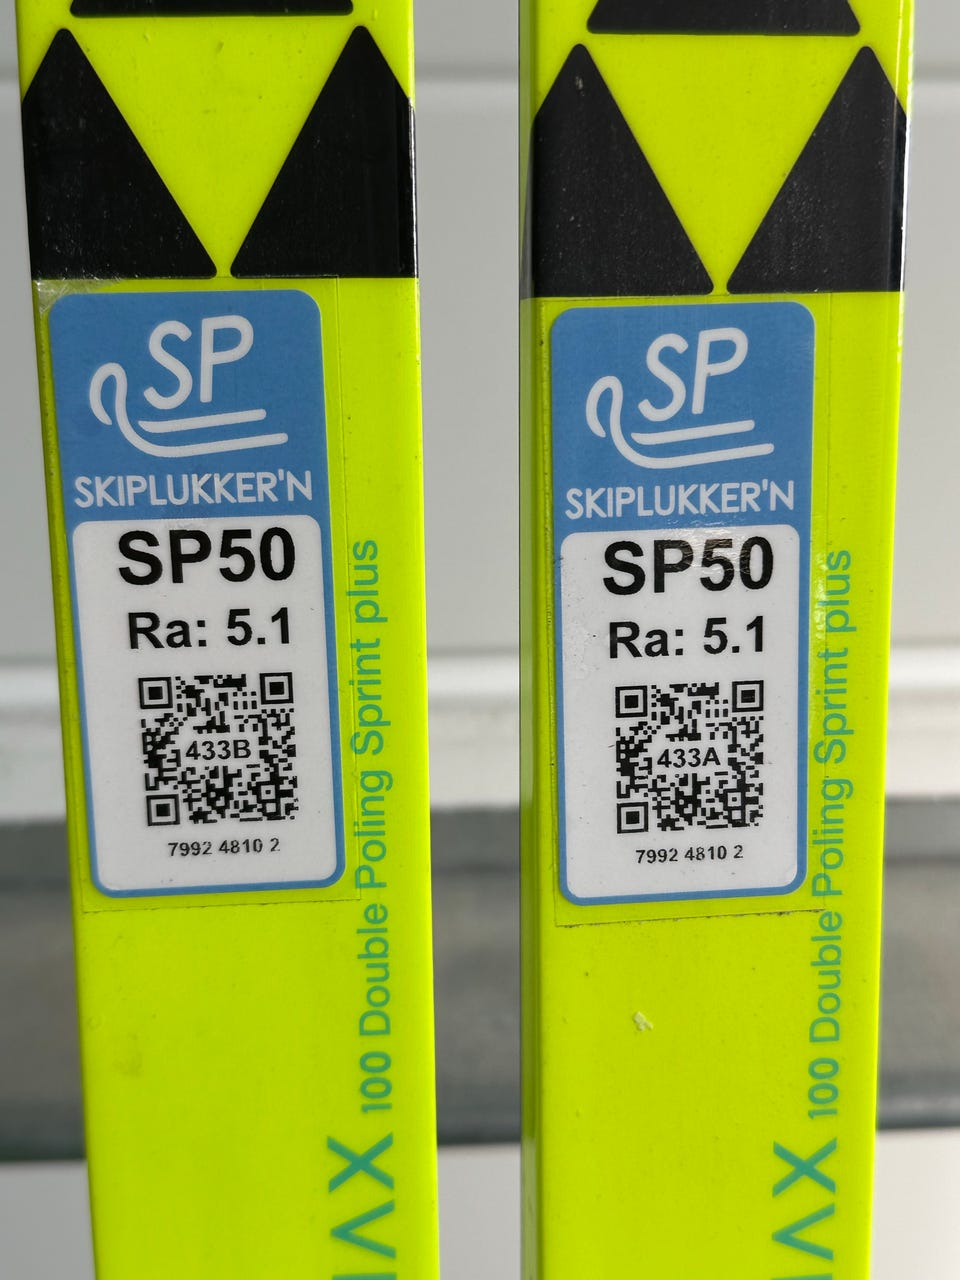 SP
SKIPLUKKER'N
SP50
Ra: 5.1
433B
7992 4810 2
100 Double Poling Sprint plus
SP
SKIPLUKKER'N
SP50
Ra: 5.1
433A
7992 4810 2
100 Double Poling Sprint plus